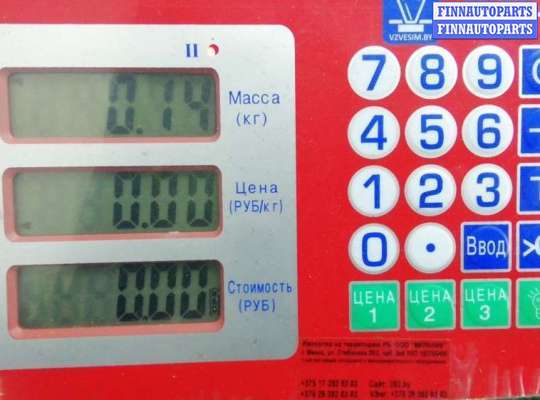 FINNAUTOPARTS
FINNAUTOPARTS
VZVESIM.BY
II
0.14
Масса
(кг)
0.00
Цена
(РУБ/кг)
0.00
Стоимость
(РУБ)
7 8 9
4 5 6
1 2 3 T
0 . Ввод
ЦЕНА
1
ЦЕНА
2
ЦЕНА
3